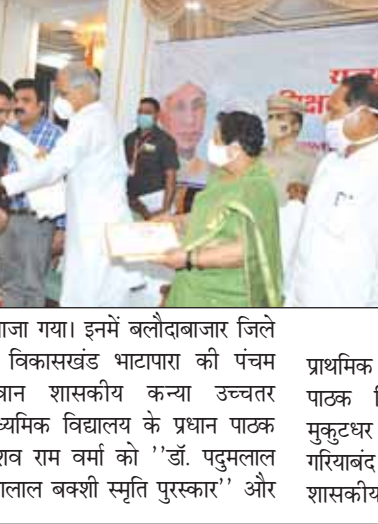 राज्य
शिक्षक
ाजा गया। इनमें बलौदाबाजार जिले
विकासखंड भाटापारा की पंचम
वान शासकीय कन्या उच्चतर
ध्यमिक विद्यालय के प्रधान पाठक
शव राम वर्मा को ''डॉ. पदुमलाल
ालाल बक्शी स्मृति पुरस्कार'' और
प्राथमिक
पाठक
मुकुटधर
गरियाबंद
शासकीय